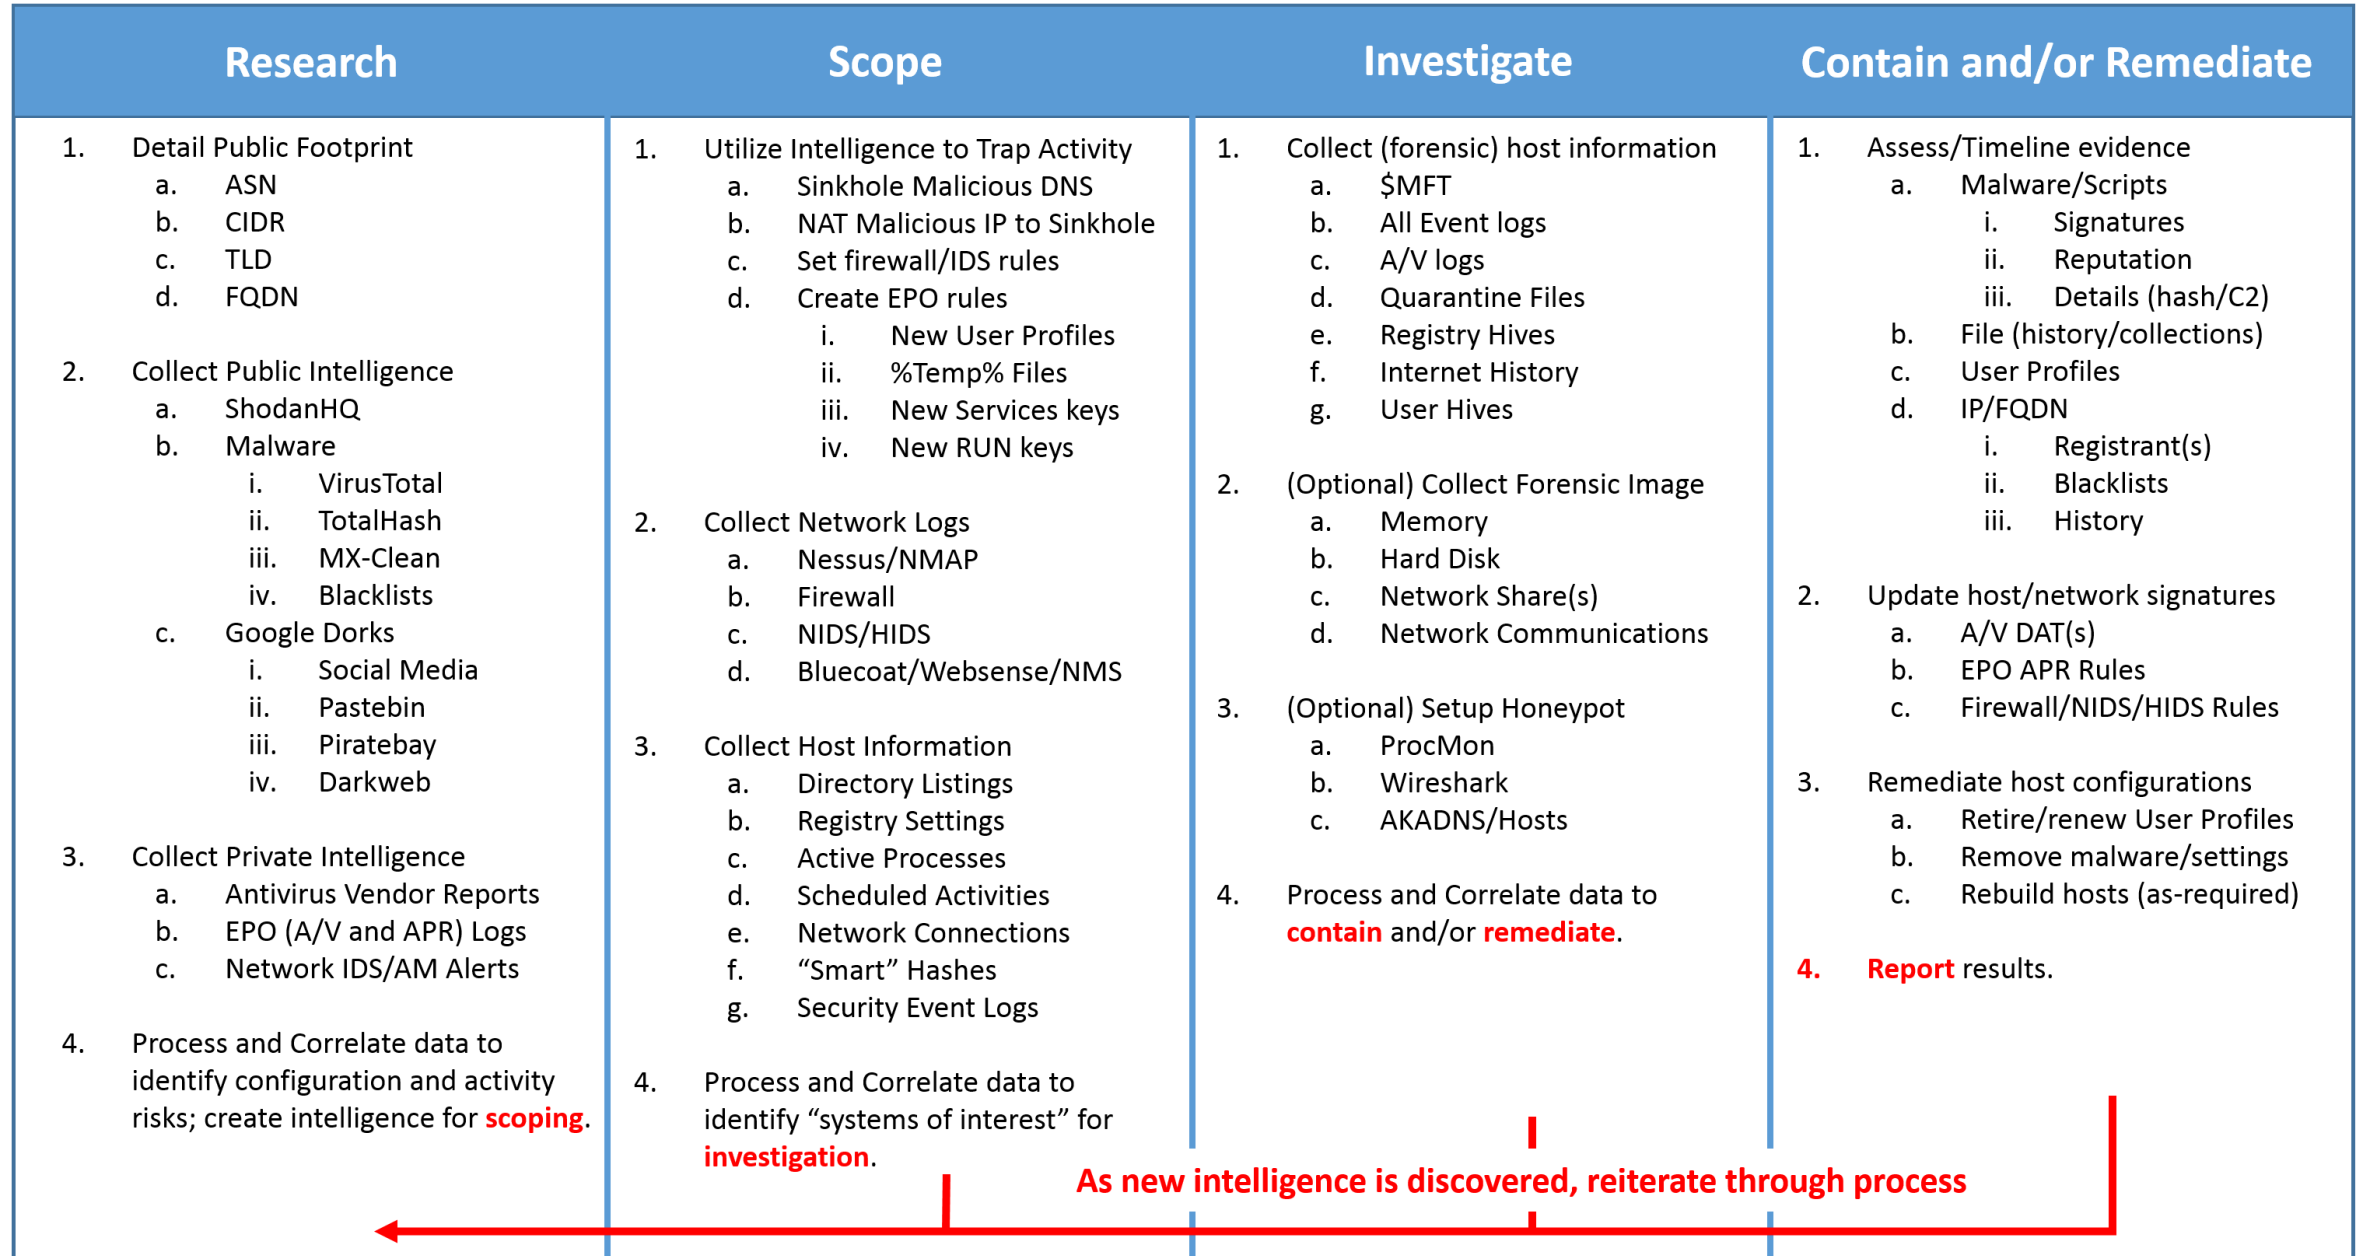 Research
1. Detail Public Footprint
a. ASN
b. CIDR
c. TLD
d. FQDN
2. Collect Public Intelligence
a. ShodanHQ
b. Malware
i. VirusTotal
ii. TotalHash
iii. MX-Clean
iv. Blacklists
c. Google Dorks
i. Social Media
ii. Pastebin
iii. Piratebay
iv. Darkweb
3. Collect Private Intelligence
a. Antivirus Vendor Reports
b. EPO (A/V and APR) Logs
c. Network IDS/AM Alerts
4. Process and Correlate data to
identify configuration and activity
risks; create intelligence for scoping.
Scope
1. Utilize Intelligence to Trap Activity
a. Sinkhole Malicious DNS
b. NAT Malicious IP to Sinkhole
c. Set firewall/IDS rules
d. Create EPO rules
i. New User Profiles
ii. %Temp% Files
iii. New Services keys
iv. New RUN keys
2. Collect Network Logs
a. Nessus/NMAP
b. Firewall
c. NIDS/HIDS
d. Bluecoat/Websense/NMS
3. Collect Host Information
a. Directory Listings
b. Registry Settings
c. Active Processes
d. Scheduled Activities
e. Network Connections
f. “Smart” Hashes
g. Security Event Logs
4. Process and Correlate data to
identify “systems of interest” for
investigation.
Investigate
1. Collect (forensic) host information
a. $MFT
b. All Event logs
c. A/V logs
d. Quarantine Files
e. Registry Hives
f. Internet History
g. User Hives
2. (Optional) Collect Forensic Image
a. Memory
b. Hard Disk
c. Network Share(s)
d. Network Communications
3. (Optional) Setup Honeypot
a. ProcMon
b. Wireshark
c. AKADNS/Hosts
4. Process and Correlate data to
contain and/or remediate.
Contain and/or Remediate
1. Assess/Timeline evidence
a. Malware/Scripts
i. Signatures
ii. Reputation
iii. Details (hash/C2)
b. File (history/collections)
c. User Profiles
d. IP/FQDN
i. Registrant(s)
ii. Blacklists
iii. History
2. Update host/network signatures
a. A/V DAT(s)
b. EPO APR Rules
c. Firewall/NIDS/HIDS Rules
3. Remediate host configurations
a. Retire/renew User Profiles
b. Remove malware/settings
c. Rebuild hosts (as-required)
4. Report results.
As new intelligence is discovered, reiterate through process